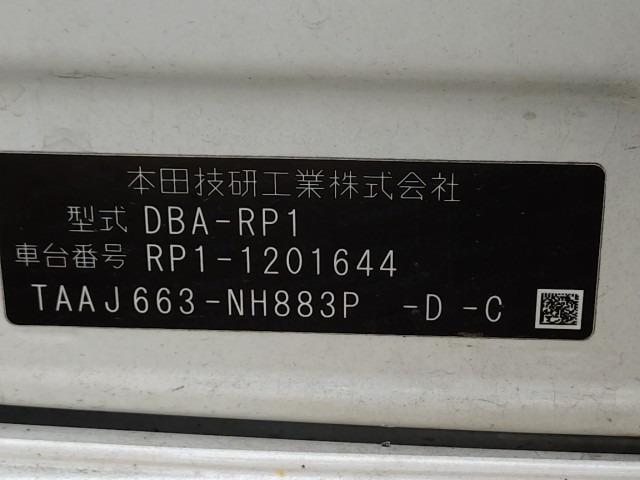 本田技研工業株式会社
型式 DBA-RP1
車台番号 RP1-1201644
TAAJ663-NH883P -D -C